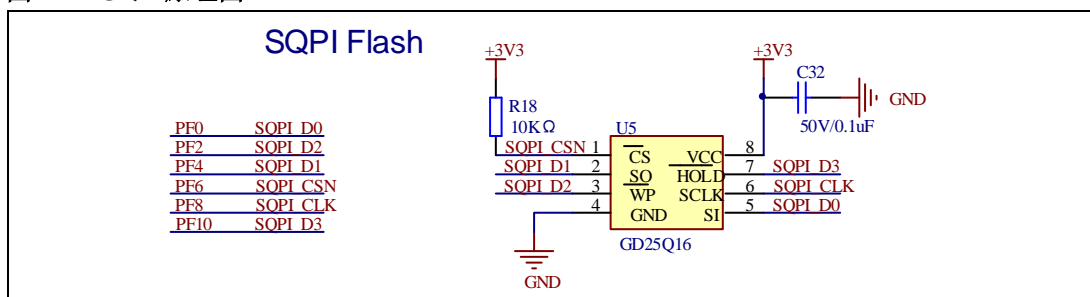 SQPI Flash
PF0 SQPI_D0
PF2 SQPI_D2
PF4 SQPI_D1
PF6 SQPI_CSN
PF8 SQPI_CLK
PF10 SQPI_D3
+3V3
R18
10KΩ
SQPI_CSN 1
SQPI_D1 2
SQPI_D2 3
4
U5
CS
SO
WP
GND
VCC
HOLD
SCLK
SI
GD25Q16
8
7 SQPI_D3
6 SQPI_CLK
5 SQPI_D0
+3V3
C32
50V/0.1uF
GND
GND